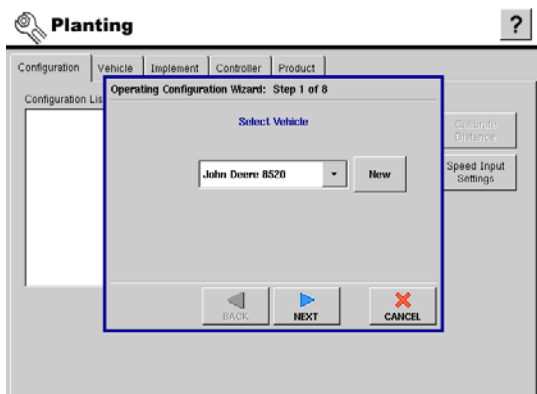 Planting
?
Configuration Vehicle Implement Controller Product
Configuration Lis
Operating Configuration Wizard: Step 1 of 8
Select Vehicle
Calibrate
Distance
John Deere 8520
New
Speed Input
Settings
BACK
NEXT
CANCEL